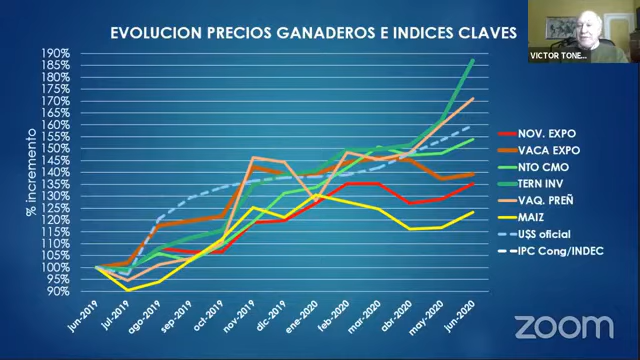 EVOLUCION PRECIOS GANADEROS E INDICES CLAVES
VICTOR TONE...
% incremento
190%
185%
180%
175%
170%
165%
160%
155%
150%
145%
140%
135%
130%
125%
120%
115%
110%
105%
100%
95%
90%
jun-2019
jul-2019
ago-2019
sep-2019
oct-2019
nov-2019
dic-2019
ene-2020
feb-2020
mar-2020
abr-2020
may-2020
jun-2020
NOV. EXPO
VACA EXPO
NTO CMO
TERN INV
VAQ. PREÑ
MAIZ
U$S oficial
IPC Cong/INDEC
zoom